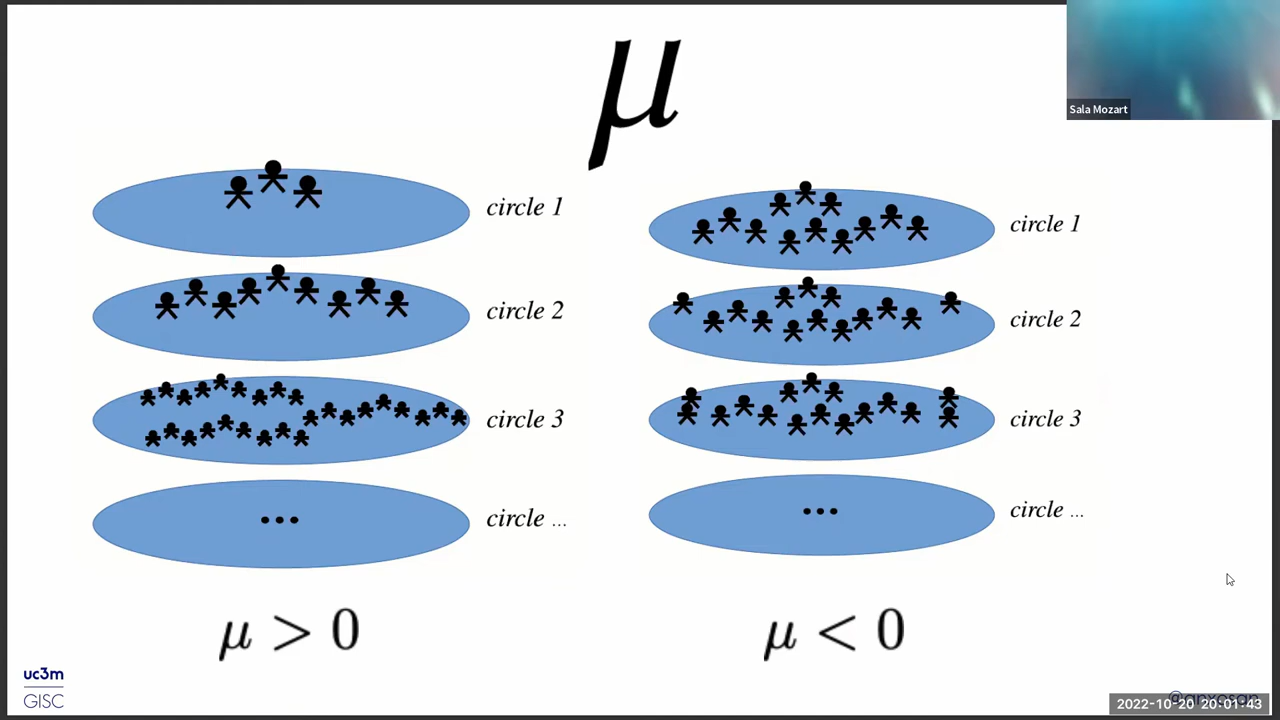 μ
Sala Mozart
circle 1
circle 2
circle 3
...
circle ...
μ > 0
circle 1
circle 2
circle 3
...
circle ...
μ < 0
uc3m
GISC
@anxosan
2022-10-20 20:01:43